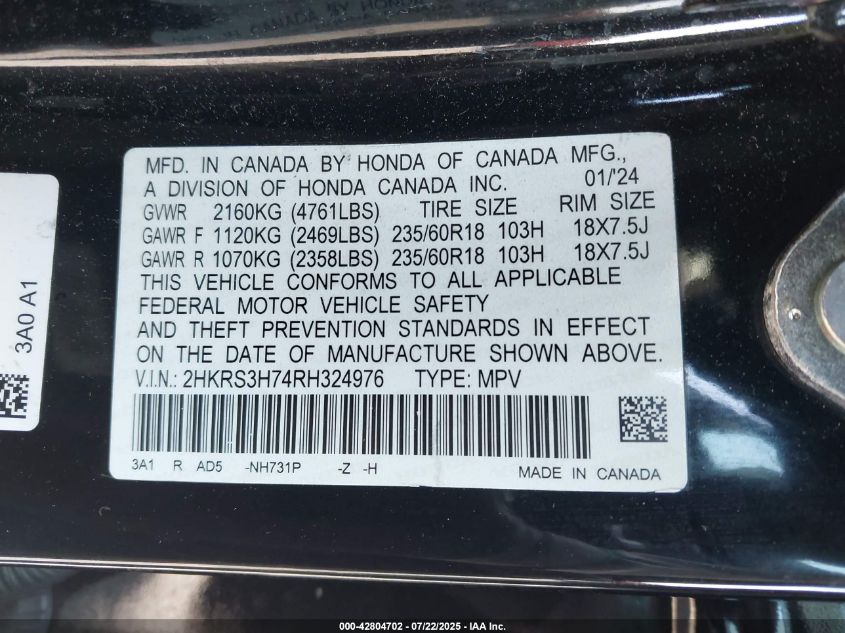 MFD. IN CANADA BY HONDA OF CANADA MFG.,
A DIVISION OF HONDA CANADA INC. 01/'24
GVWR 2160KG (4761LBS) TIRE SIZE RIM SIZE
GAWR F 1120KG (2469LBS) 235/60R18 103H 18X7.5J
GAWR R 1070KG (2358LBS) 235/60R18 103H 18X7.5J
THIS VEHICLE CONFORMS TO ALL APPLICABLE
FEDERAL MOTOR VEHICLE SAFETY
AND THEFT PREVENTION STANDARDS IN EFFECT
ON THE DATE OF MANUFACTURE SHOWN ABOVE.
V.I.N.: 2HKRS3H74RH324976 TYPE: MPV
3A1 R AD5 -NH731P -Z -H MADE IN CANADA
3A0 A1
000-42804702 - 07/22/2025 - IAA Inc.